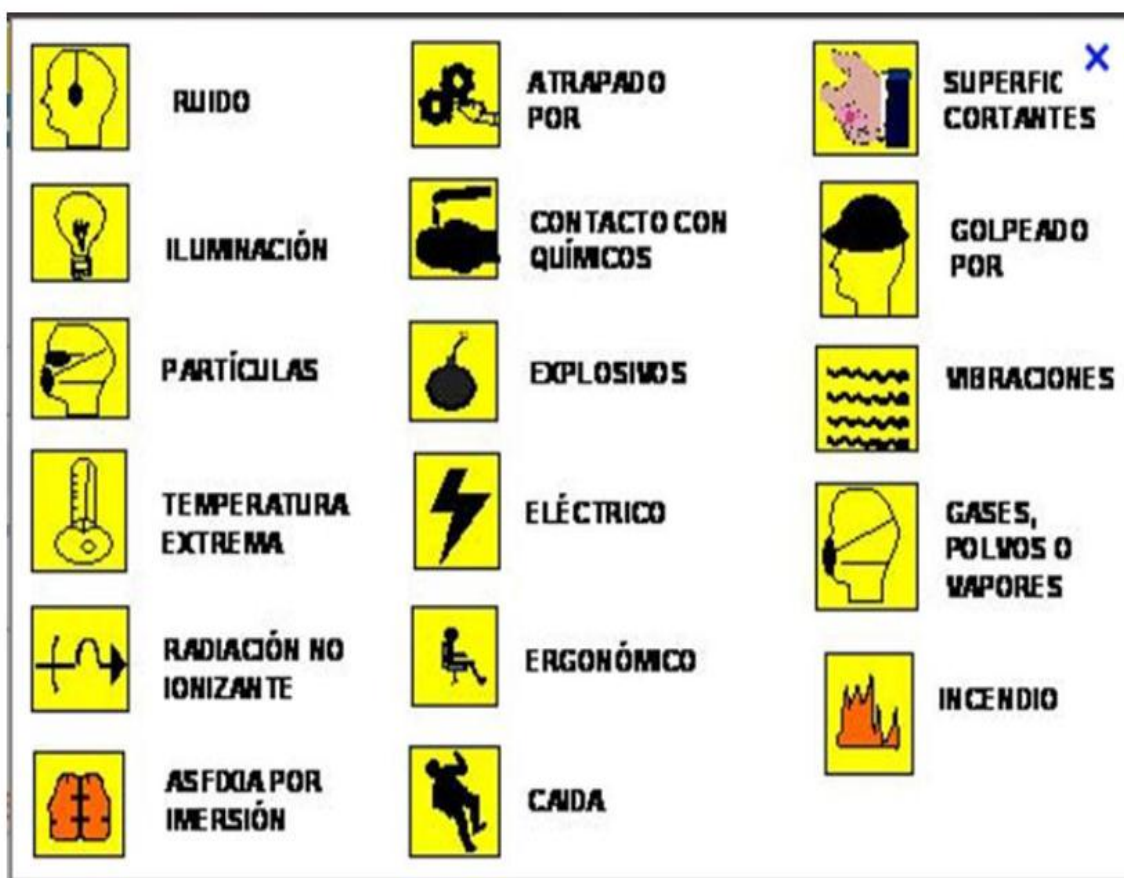 RUIDO
ILUMINACIÓN
PARTÍCULAS
TEMPERATURA
EXTREMA
RADIACIÓN NO
IONIZANTE
ASFIXIA POR
IMERSIÓN
ATRAPADO
POR
CONTACTO CON
QUÍMICOS
EXPLOSIVOS
ELÉCTRICO
ERGONÓMICO
CAIDA
SUPERFIC
CORTANTES
GOLPEADO
POR
VIBRACIONES
GASES,
POLVOS O
VAPORES
INCENDIO